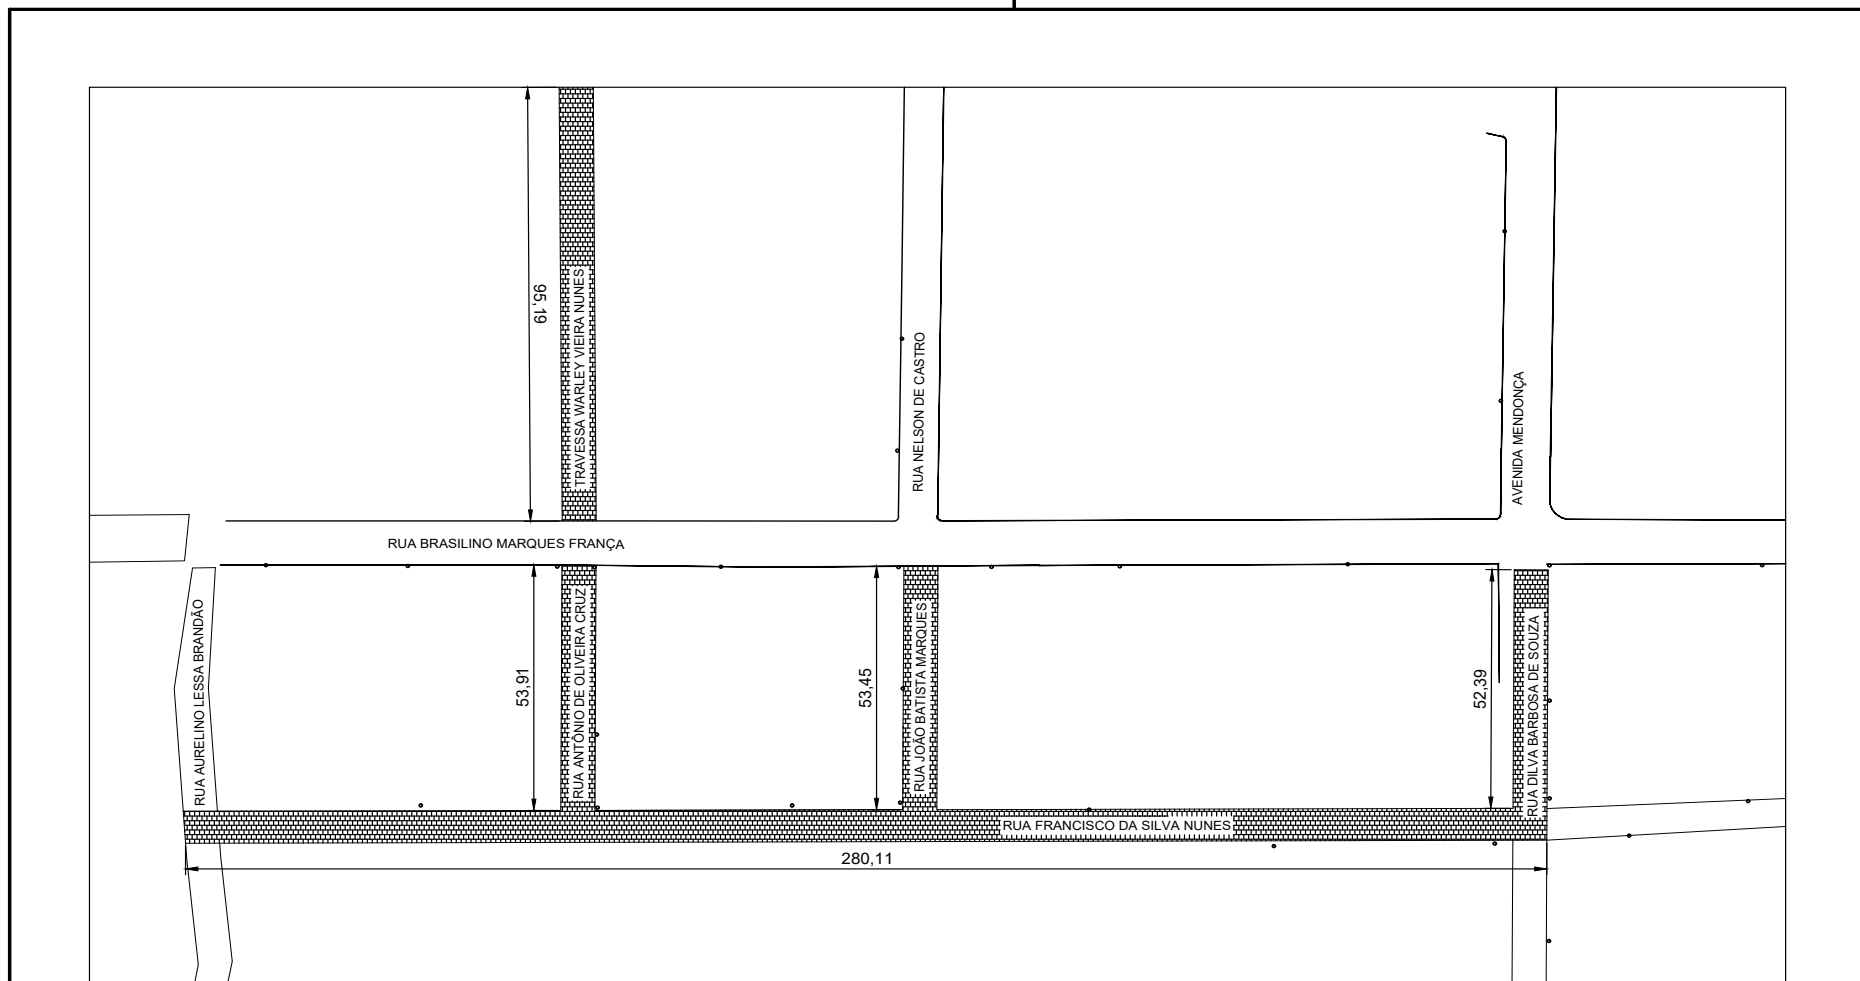 95,19
TRAVESSA WARLEY VIEIRA NUNES
RUA NELSON DE CASTRO
AVENIDA MENDONÇA
RUA BRASILINO MARQUES FRANÇA
RUA AURELINO LESSA BRANDÃO
53,91
RUA ANTÔNIO DE OLIVEIRA CRUZ
53,45
RUA JOÃO BATISTA MARQUES
52,39
RUA DILVA BARBOSA DE SOUZA
RUA FRANCISCO DA SILVA NUNES
280,11